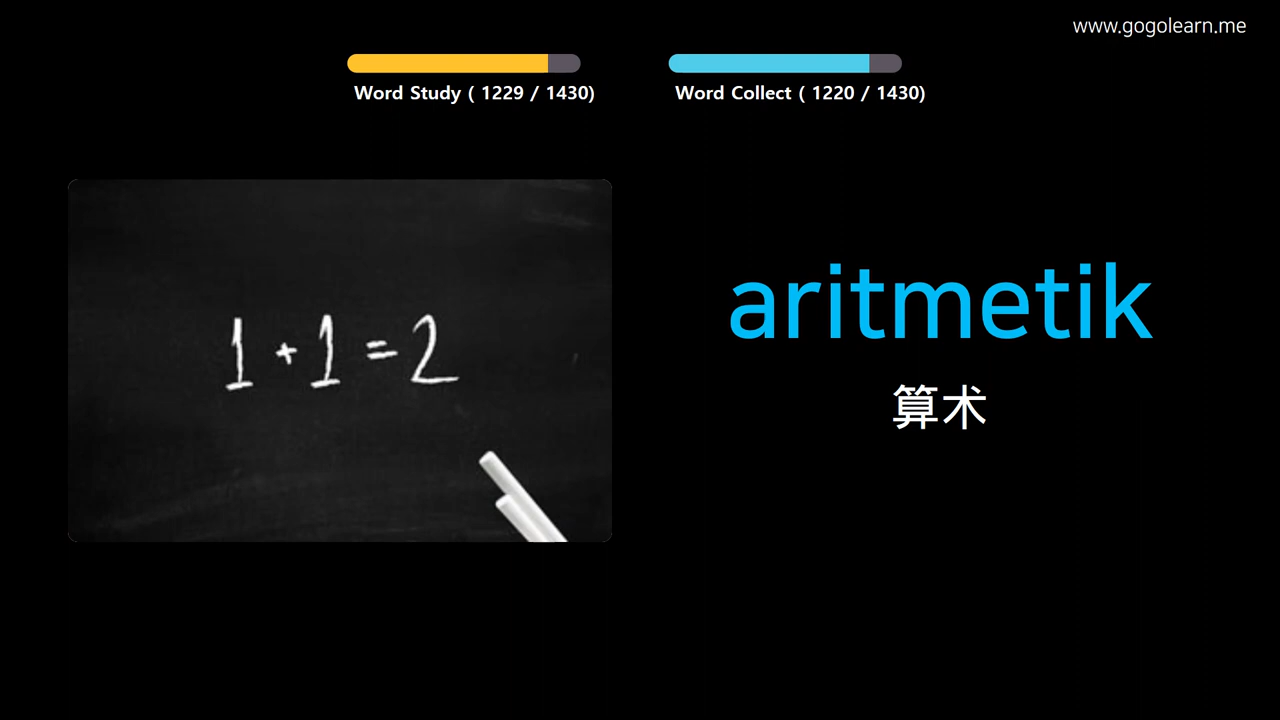 www.gogolearn.me
Word Study ( 1229 / 1430)
Word Collect ( 1220 / 1430)
1 + 1 = 2
aritmetik
算术